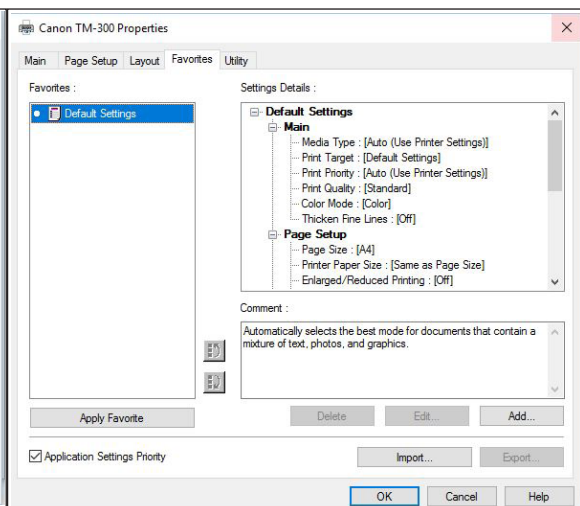 Canon TM-300 Properties
Main Page Setup Layout Favorites Utility
Favorites :
Default Settings
Settings Details :
Default Settings
Main
Media Type : [Auto (Use Printer Settings)]
Print Target : [Default Settings]
Print Priority : [Auto (Use Printer Settings)]
Print Quality : [Standard]
Color Mode : [Color]
Thicken Fine Lines : [Off]
Page Setup
Page Size : [A4]
Printer Paper Size : [Same as Page Size]
Enlarged/Reduced Printing : [Off]
Comment :
Automatically selects the best mode for documents that contain a
mixture of text, photos, and graphics.
Apply Favorite
Delete Edit... Add...
Application Settings Priority
Import... Export...
OK Cancel Help